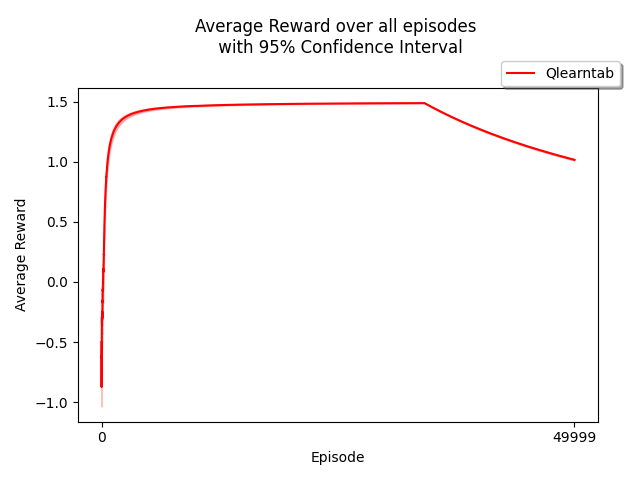 Average Reward over all episodes
with 95% Confidence Interval
Qlearntab
1.5
1.0
0.5
0.0
−0.5
−1.0
Average Reward
0
49999
Episode